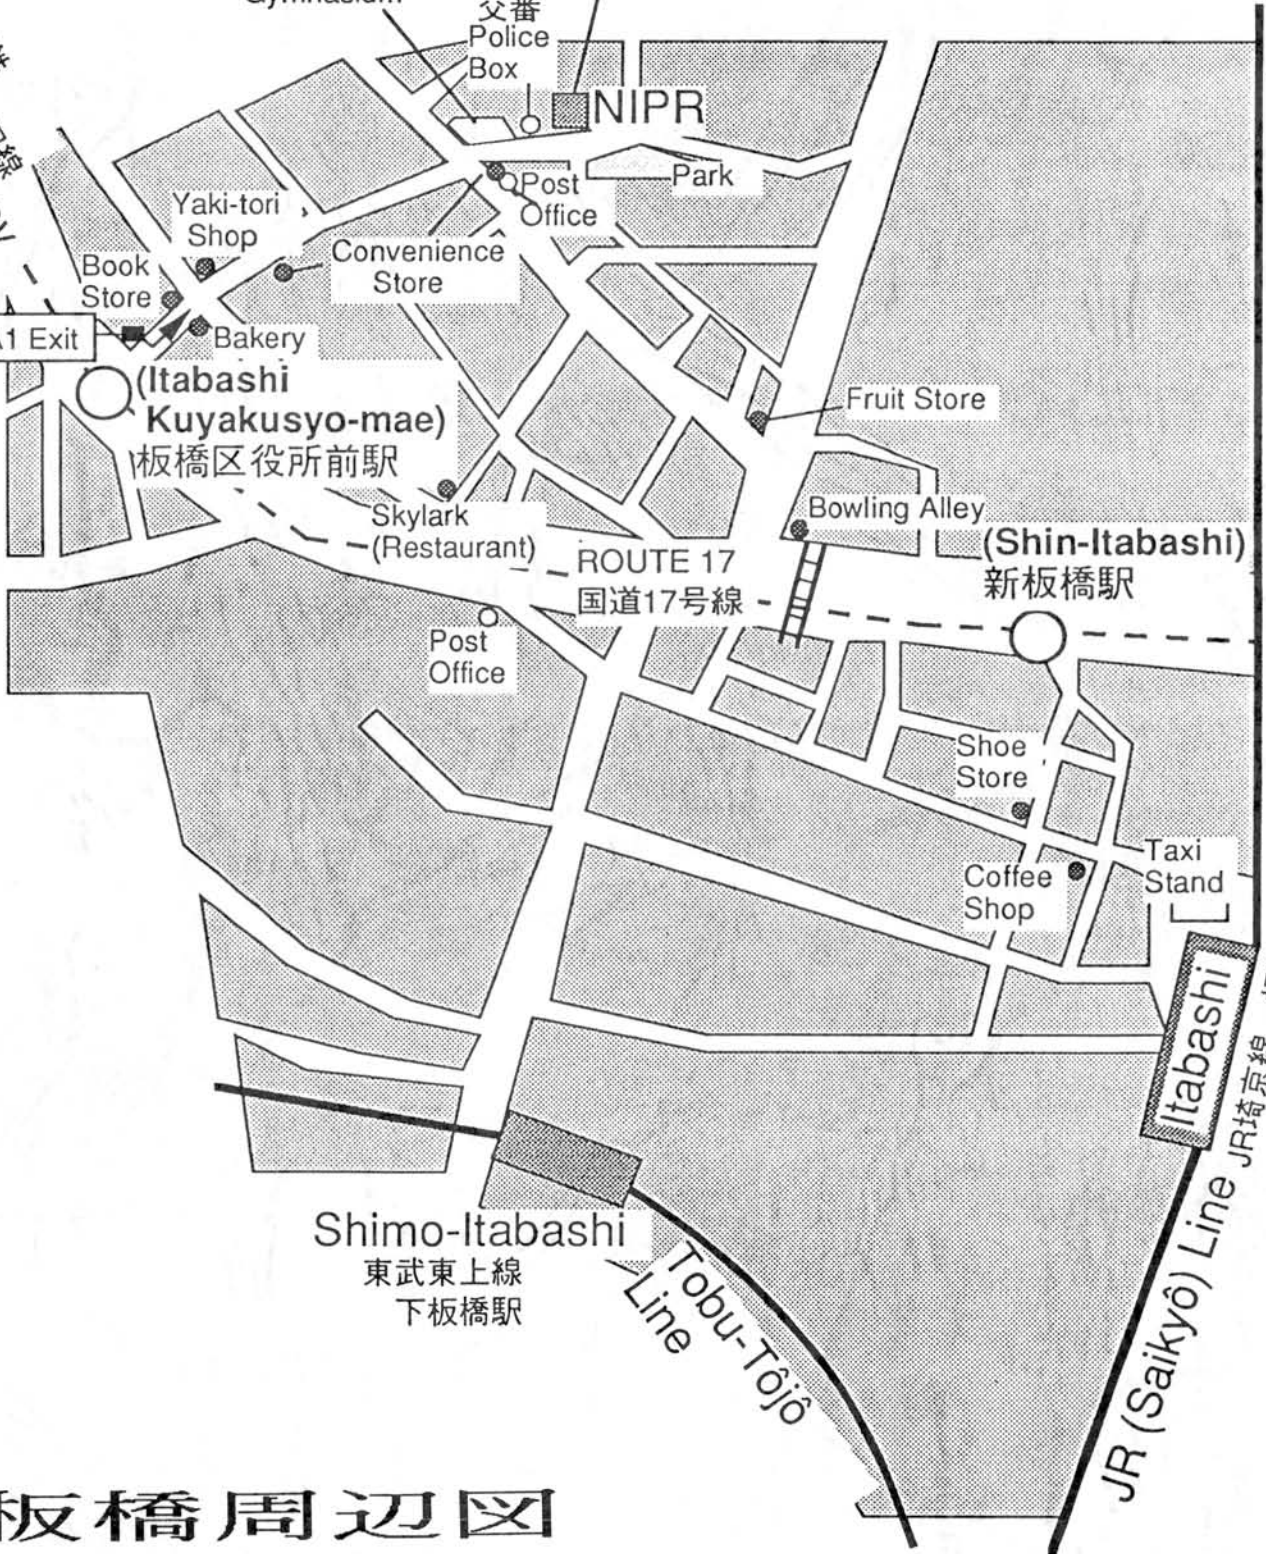 交番
Police
Box
NIPR
Park
Post
Office
Yaki-tori
Shop
Convenience
Store
Book
Store
Exit
Bakery
(Itabashi
Kuyakusyo-mae)
板橋区役所前駅
Fruit Store
Skylark
(Restaurant)
Bowling Alley
ROUTE 17
国道17号線
(Shin-Itabashi)
新板橋駅
Post
Office
Shoe
Store
Coffee
Shop
Taxi
Stand
Itabashi
JR埼京線
JR (Saikyô) Line
Shimo-Itabashi
東武東上線
下板橋駅
Tobu-Tôjô
Line
板橋周辺図